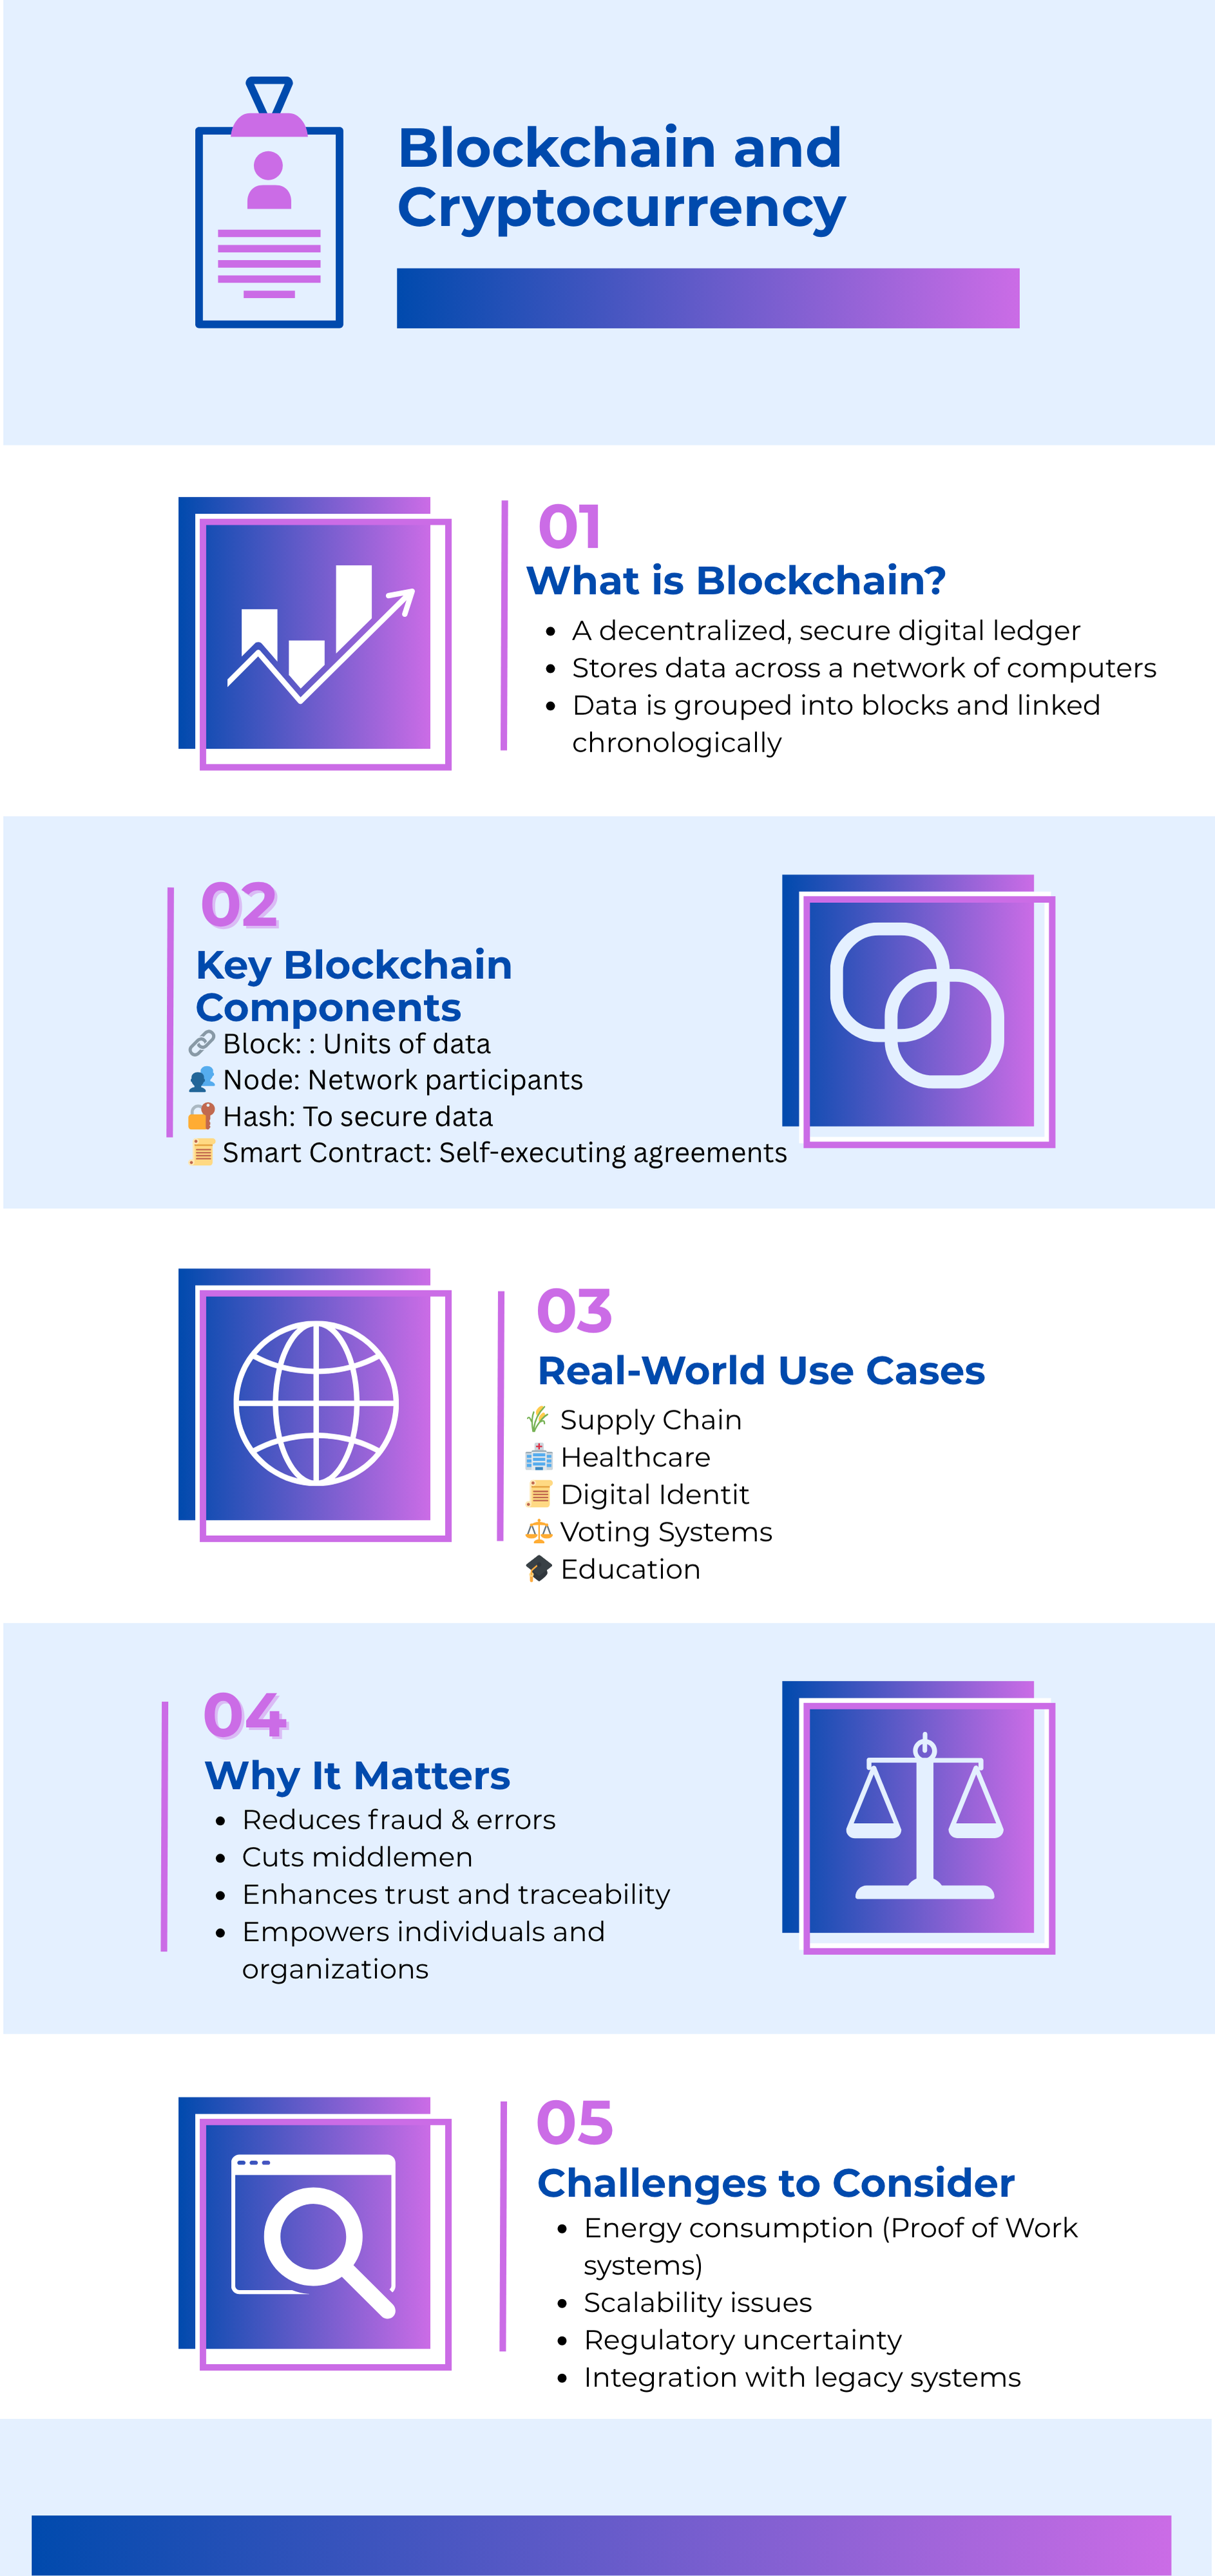 Blockchain and
Cryptocurrency
01
What is Blockchain?
• A decentralized, secure digital ledger
• Stores data across a network of computers
• Data is grouped into blocks and linked
chronologically
02
Key Blockchain
Components
🔗 Block: : Units of data
👥 Node: Network participants
🔐 Hash: To secure data
📜 Smart Contract: Self-executing agreements
03
Real-World Use Cases
🌾 Supply Chain
🏥 Healthcare
📜 Digital Identit
⚖️ Voting Systems
🎓 Education
04
Why It Matters
• Reduces fraud & errors
• Cuts middlemen
• Enhances trust and traceability
• Empowers individuals and
organizations
05
Challenges to Consider
• Energy consumption (Proof of Work
systems)
• Scalability issues
• Regulatory uncertainty
• Integration with legacy systems